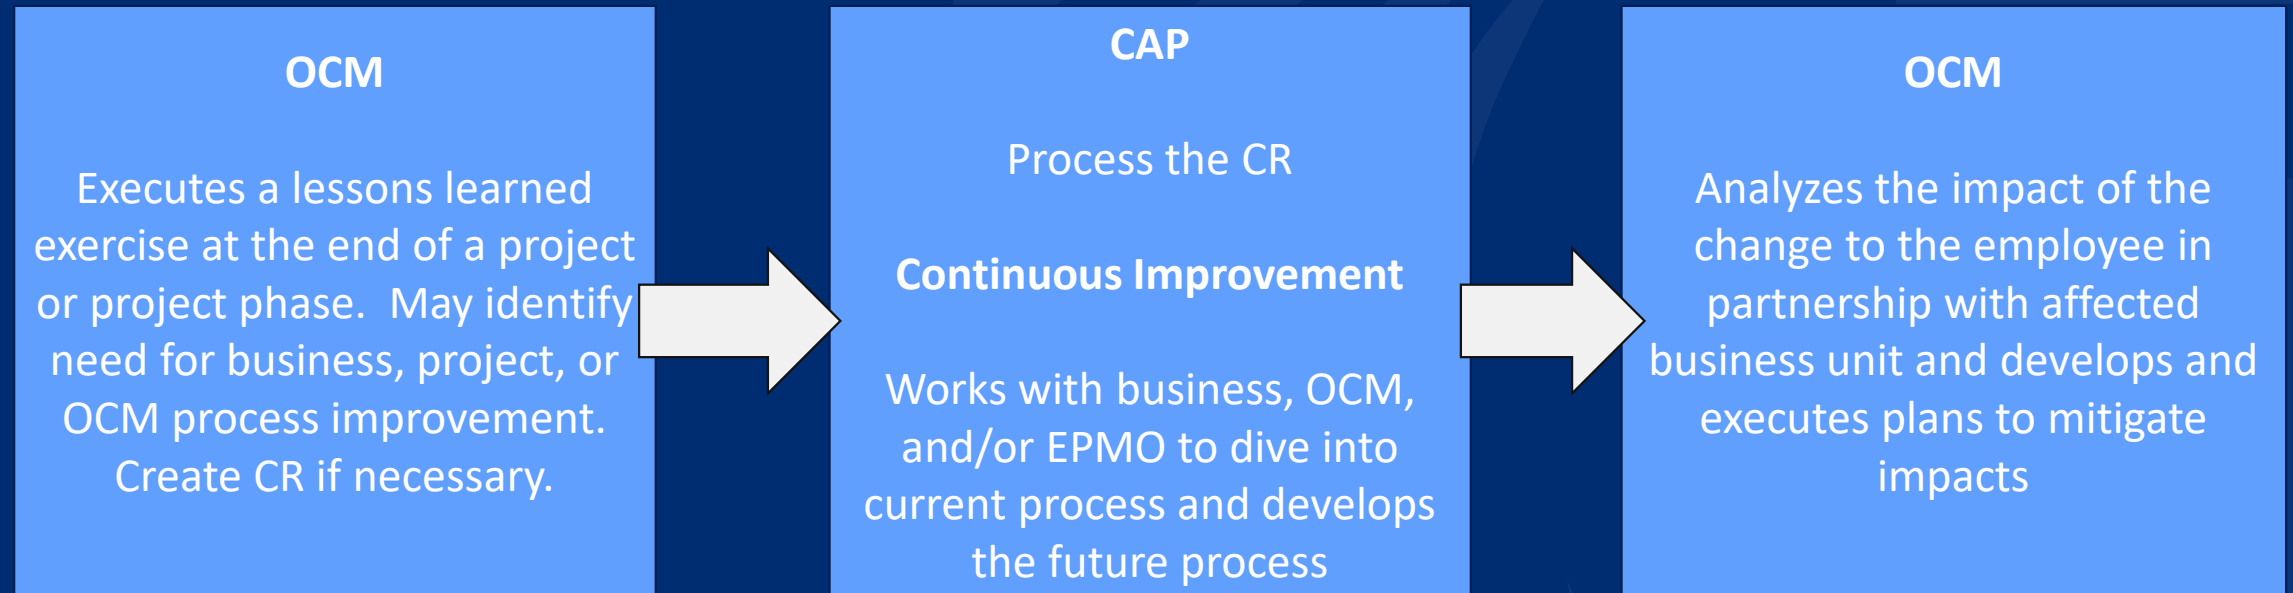 OCM
Executes a lessons learned
exercise at the end of a project
or project phase.  May identify
need for business, project, or
OCM process improvement.
Create CR if necessary.
CAP
Process the CR
Continuous Improvement
Works with business, OCM,
and/or EPMO to dive into
current process and develops
the future process
OCM
Analyzes the impact of the
change to the employee in
partnership with affected
business unit and develops and
executes plans to mitigate
impacts